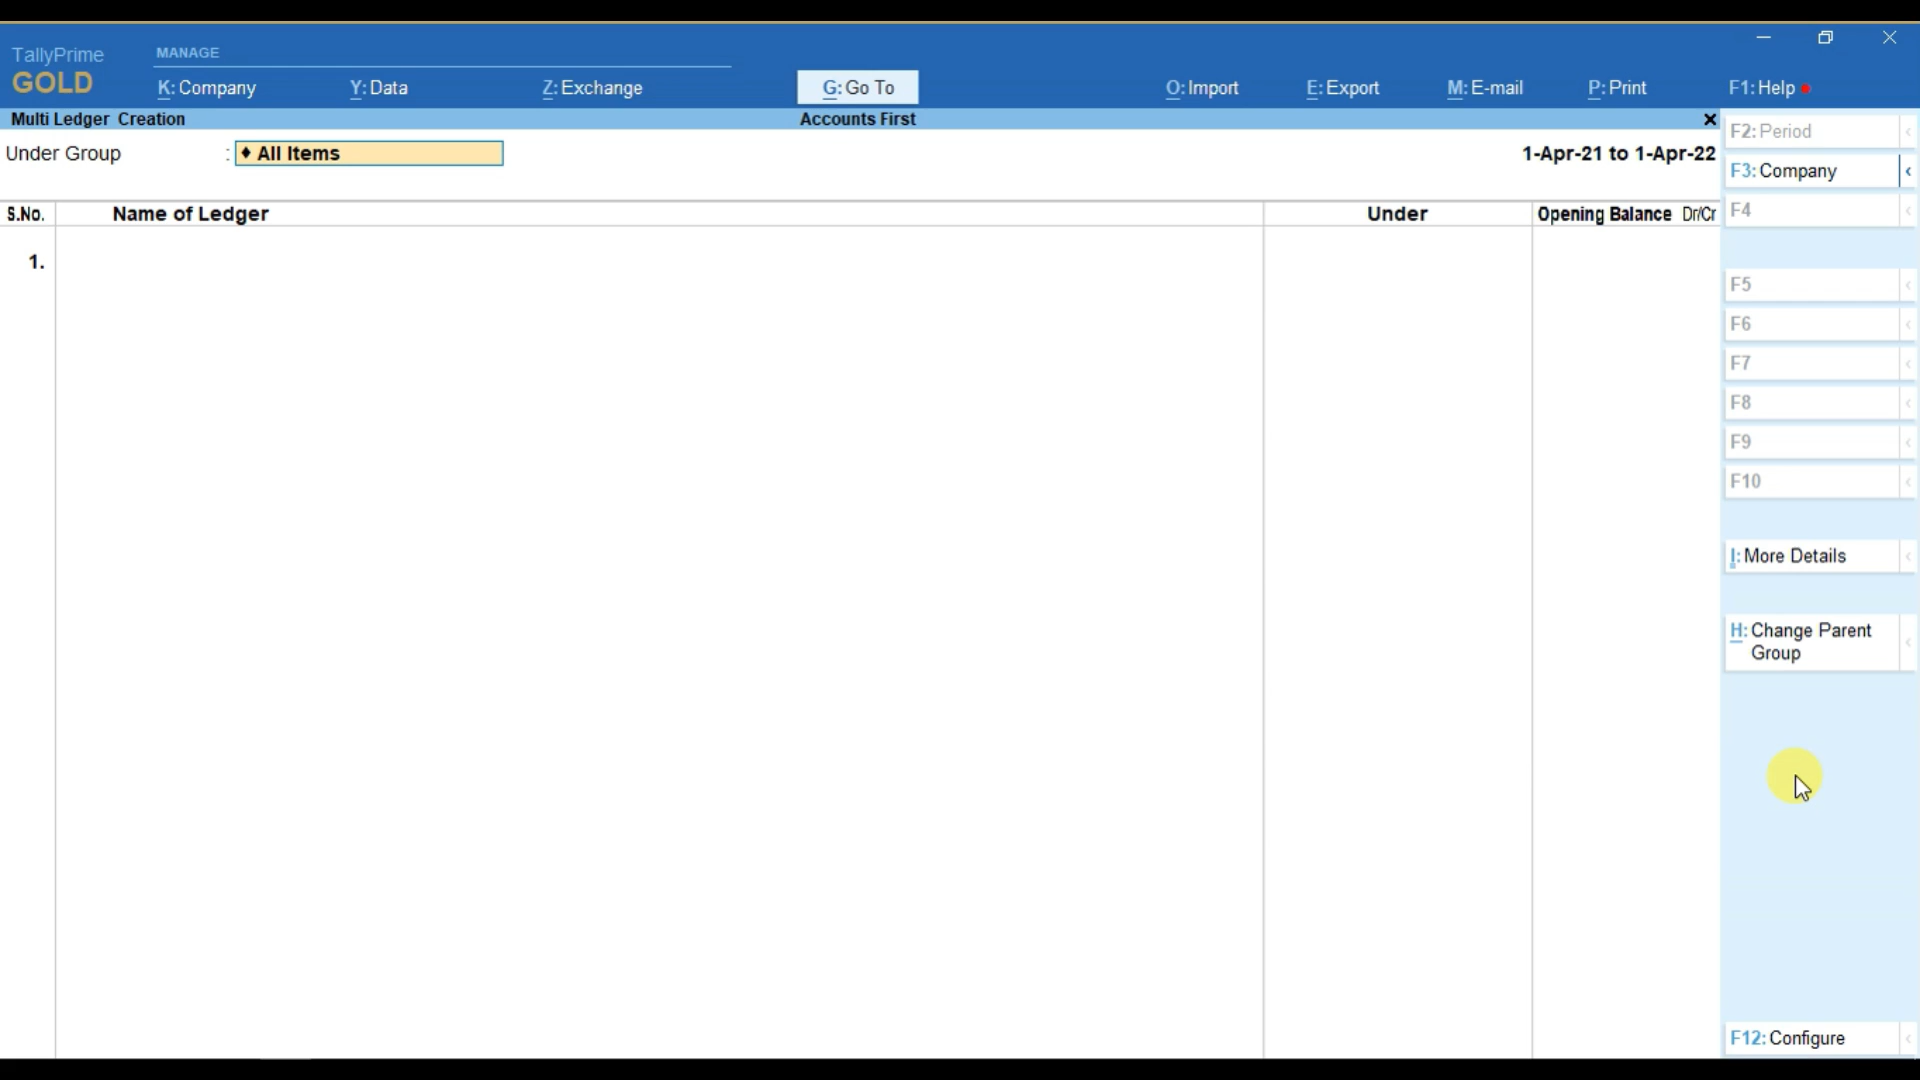 TallyPrime
GOLD
MANAGE
K: Company
Y: Data
Z: Exchange
G: Go To
O: Import
E: Export
M: E-mail
P: Print
F1: Help
Multi Ledger Creation
Accounts First
Under Group : ♦ All Items
1-Apr-21 to 1-Apr-22
S.No. Name of Ledger Under Opening Balance Dr/Cr
1.
F2: Period
F3: Company
F4
F5
F6
F7
F8
F9
F10
I: More Details
H: Change Parent
Group
F12: Configure